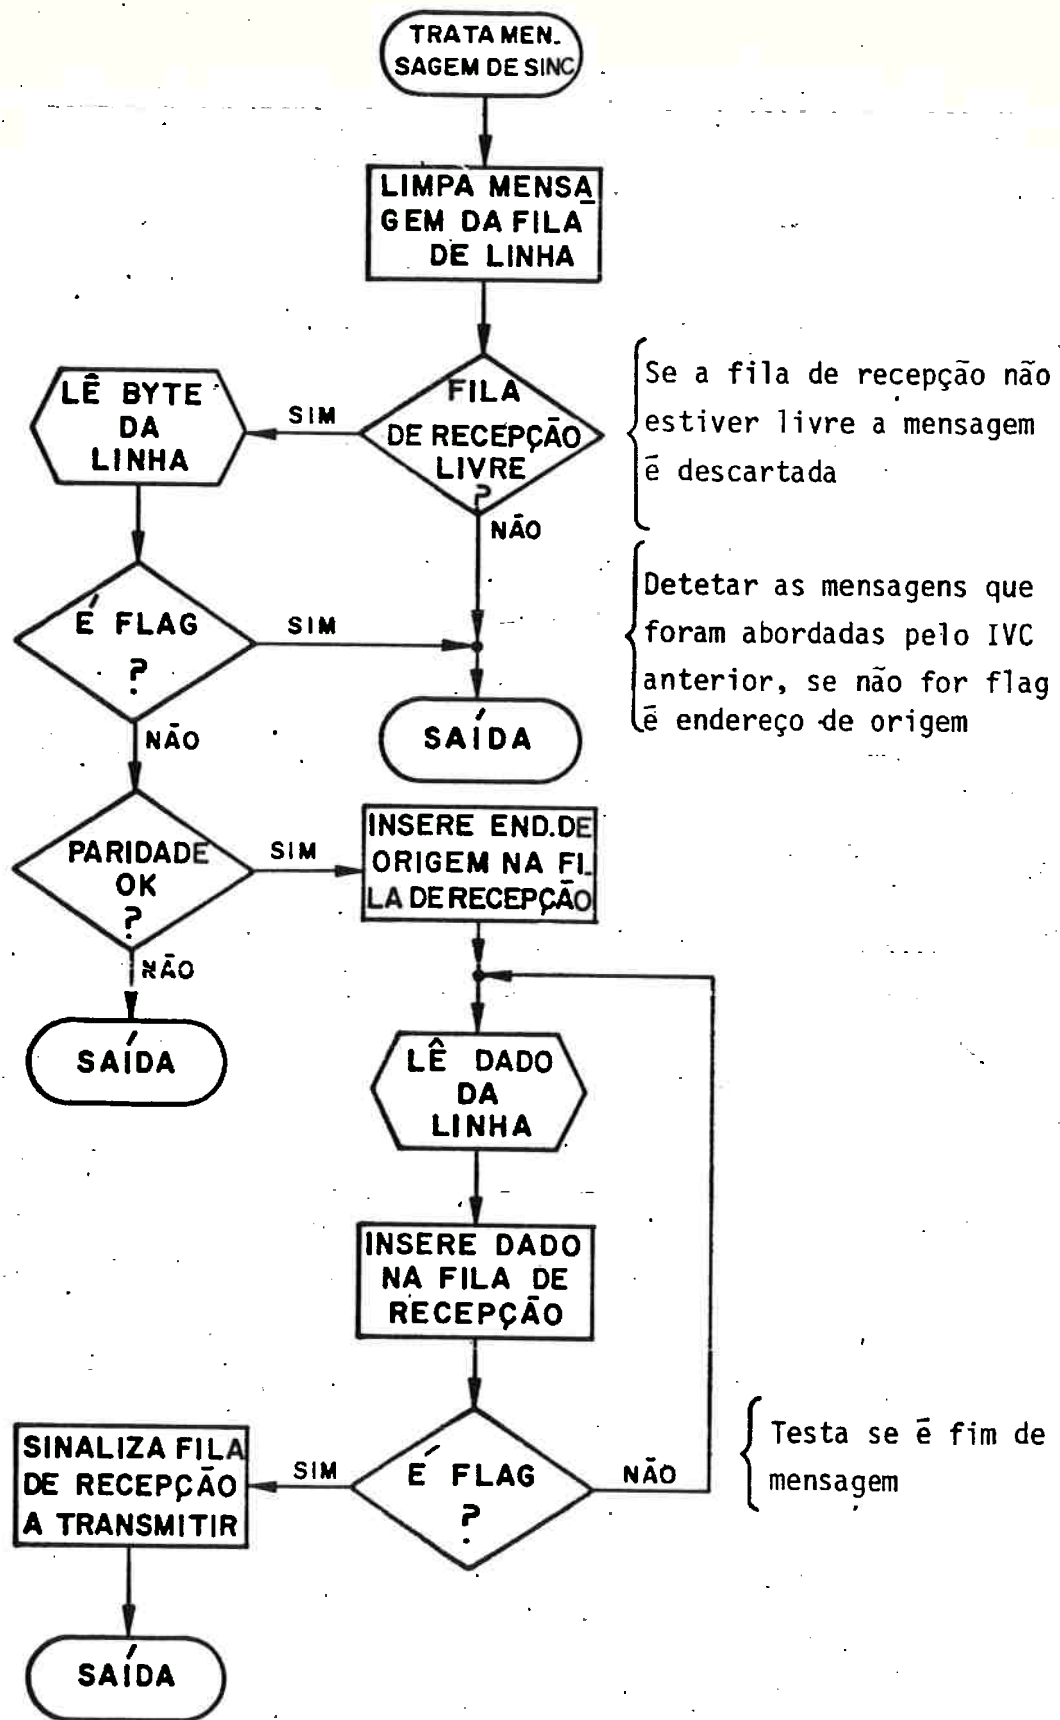 TRATA MEN_
SAGEM DE SINC
LIMPA MENSA
GEM DA FILA
DE LINHA
FILA
DE RECEPÇÃO
LIVRE
?
SIM
NÃO
Se a fila de recepção não
estiver livre a mensagem
é descartada
LÊ BYTE
DA
LINHA
É FLAG
?
SIM
NÃO
Detetar as mensagens que
foram abordadas pelo IVC
anterior, se não for flag
é endereço de origem
SAÍDA
PARIDADE
OK
?
SIM
NÃO
SAÍDA
INSERE END.DE
ORIGEM NA FI_
LA DE RECEPÇÃO
LÊ DADO
DA
LINHA
INSERE DADO
NA FILA DE
RECEPÇÃO
É FLAG
?
SIM
NÃO
Testa se é fim de
mensagem
SINALIZA FILA
DE RECEPÇÃO
A TRANSMITIR
SAÍDA